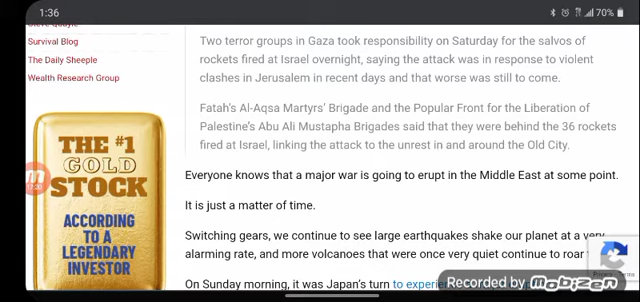 1:36
70%
Steve Quayle
Survival Blog
The Daily Sheeple
Wealth Research Group
THE #1
GOLD
STOCK
ACCORDING
TO A
LEGENDARY
INVESTOR
Two terror groups in Gaza took responsibility on Saturday for the salvos of
rockets fired at Israel overnight, saying the attack was in response to violent
clashes in Jerusalem in recent days and that worse was still to come.
Fatah's Al-Aqsa Martyrs' Brigade and the Popular Front for the Liberation of
Palestine's Abu Ali Mustapha Brigades said that they were behind the 36 rockets
fired at Israel, linking the attack to the unrest in and around the Old City.
Everyone knows that a major war is going to erupt in the Middle East at some point.
It is just a matter of time.
Switching gears, we continue to see large earthquakes shake our planet at a very
alarming rate, and more volcanoes that were once very quiet continue to roar
On Sunday morning, it was Japan's turn to experience
Privacy - Terms
Recorded by Mobizen